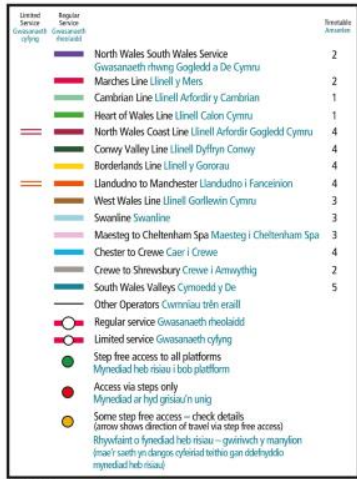 Limited Service
Gwasanaeth cyfyng
Regular Service
Gwasanaeth rheolaidd
Timetable
Amserlen
North Wales South Wales Service 2
Gwasanaeth rhwng Gogledd a De Cymru
Marches Line Llinell y Mers 2
Cambrian Line Llinell Arfordir y Cambrian 1
Heart of Wales Line Llinell Calon Cymru 1
North Wales Coast Line Llinell Arfordir Gogledd Cymru 4
Conwy Valley Line Llinell Dyffryn Conwy 4
Borderlands Line Llinell y Gororau 4
Llandudno to Manchester Llandudno i Fanceinion 4
West Wales Line Llinell Gorllewin Cymru 3
Swanline Swanline 3
Maesteg to Cheltenham Spa Maesteg i Cheltenham Spa 3
Chester to Crewe Caer i Crewe 4
Crewe to Shrewsbury Crewe i Amwythig 2
South Wales Valleys Cymoedd y De 5
Other Operators Cwmniau trên eraill
Regular service Gwasanaeth rheolaidd
Limited service Gwasanaeth cyfyng
Step free access to all platforms
Mynediad heb risiau i bob platfform
Access via steps only
Mynediad ar hyd grisiau'n unig
Some step free access – check details
(arrow shows direction of travel via step free access)
Rhywfaint o fynediad heb risiau – gwirivch y manylion
(mae'r saeth yn dangos cyfeiriad teithio gan ddefnyddio
mynediad heb risiau)